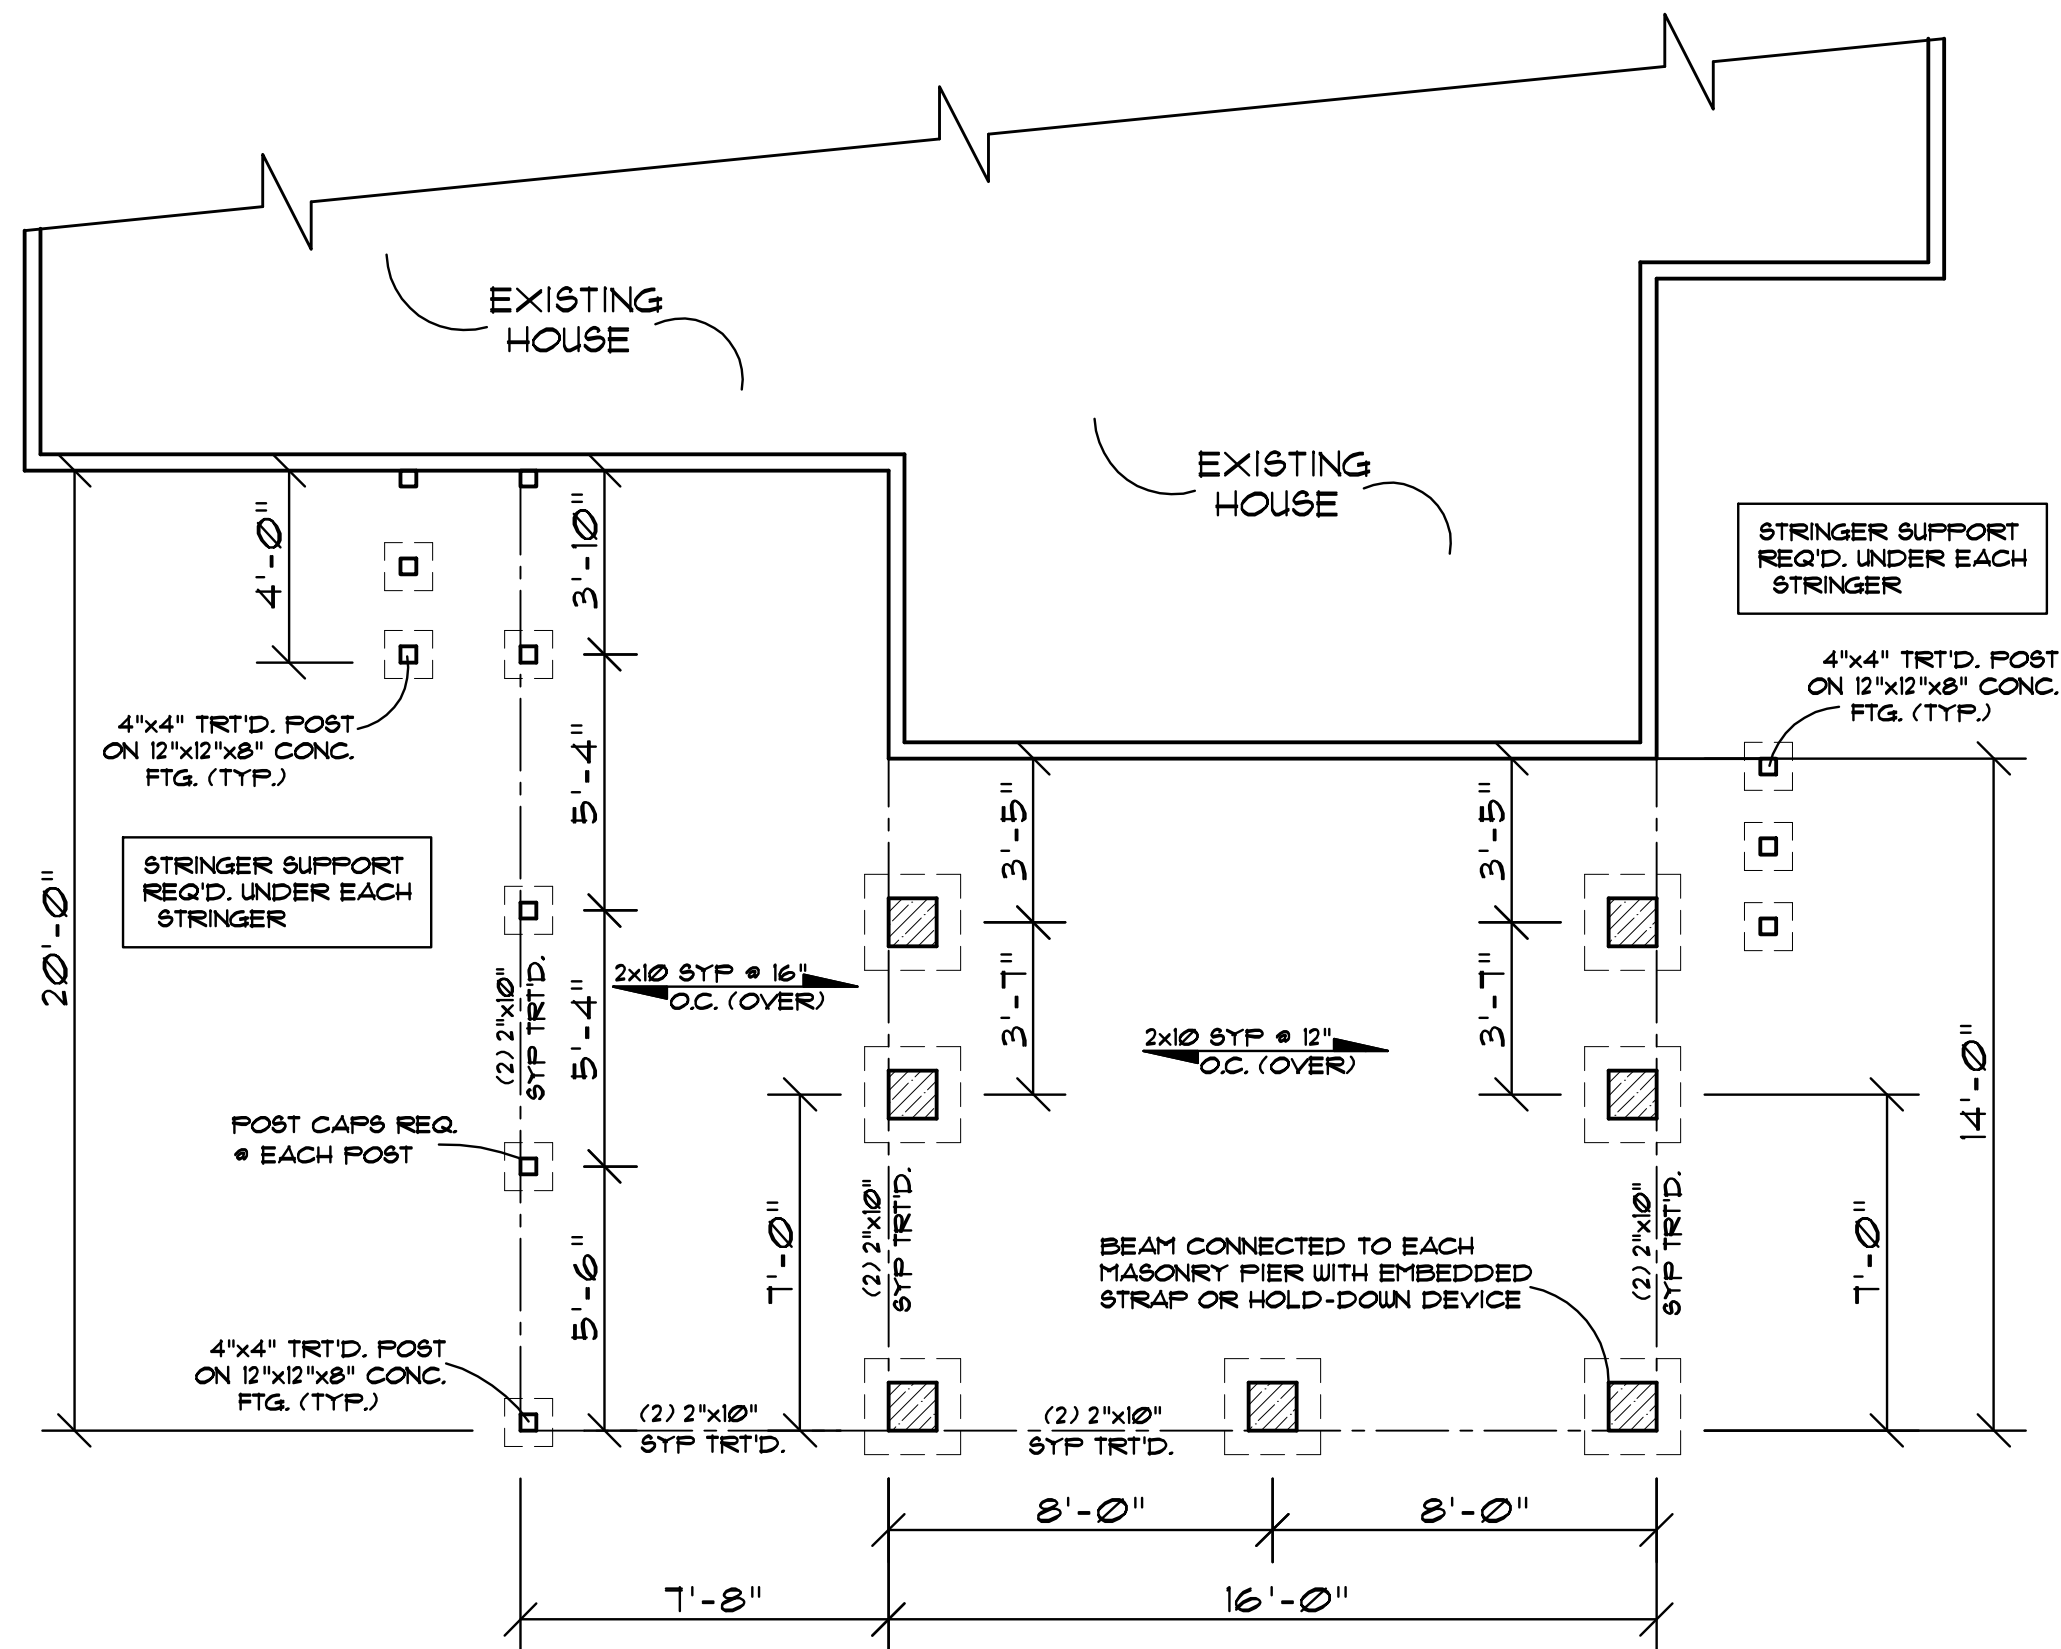 EXISTING
HOUSE
EXISTING
HOUSE
STRINGER SUPPORT
REQ'D. UNDER EACH
STRINGER
4'-0"
3'-10"
4"x4" TRT'D. POST
ON 12"x12"x8" CONC.
FTG. (TYP.)
4"x4" TRT'D. POST
ON 12"x12"x8" CONC.
FTG. (TYP.)
5'-4"
3'-5"
3'-5"
STRINGER SUPPORT
REQ'D. UNDER EACH
STRINGER
20'-0"
2x10 SYP @ 16"
O.C. (OVER)
(2) 2"x10"
SYP TRT'D.
5'-4"
3'-7"
3'-7"
2x10 SYP @ 12"
O.C. (OVER)
14'-0"
POST CAPS REQ.
@ EACH POST
(2) 2"x10"
SYP TRT'D.
(2) 2"x10"
SYP TRT'D.
7'-0"
7'-0"
BEAM CONNECTED TO EACH
MASONRY PIER WITH EMBEDDED
STRAP OR HOLD-DOWN DEVICE
5'-6"
4"x4" TRT'D. POST
ON 12"x12"x8" CONC.
FTG. (TYP.)
(2) 2"x10"
SYP TRT'D.
(2) 2"x10"
SYP TRT'D.
8'-0"
8'-0"
7'-8"
16'-0"